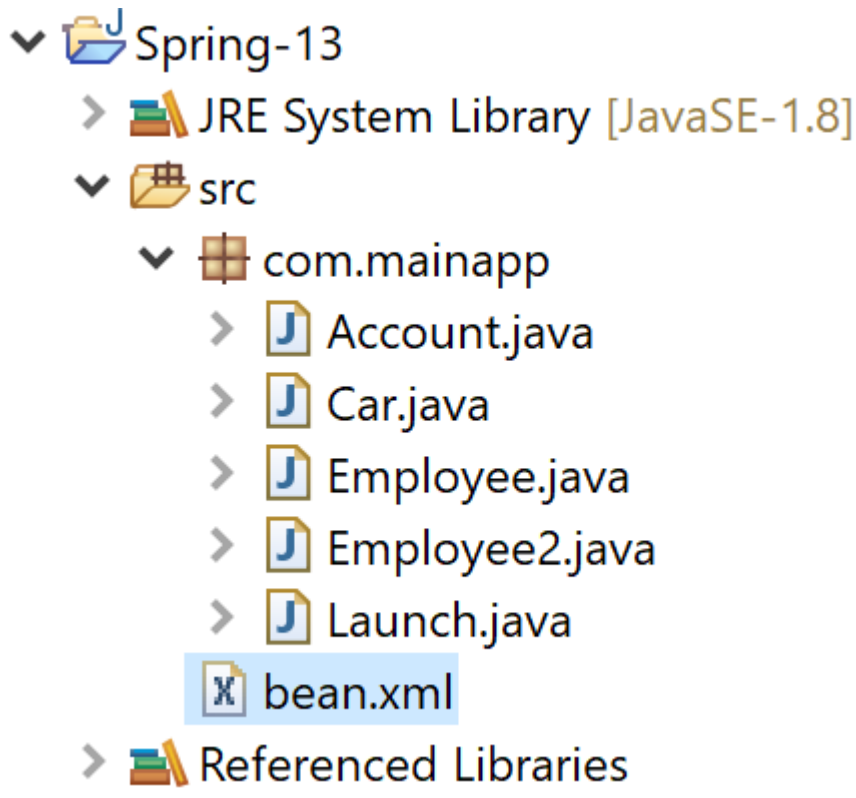 Spring-13
JRE System Library [JavaSE-1.8]
src
com.mainapp
Account.java
Car.java
Employee.java
Employee2.java
Launch.java
bean.xml
Referenced Libraries